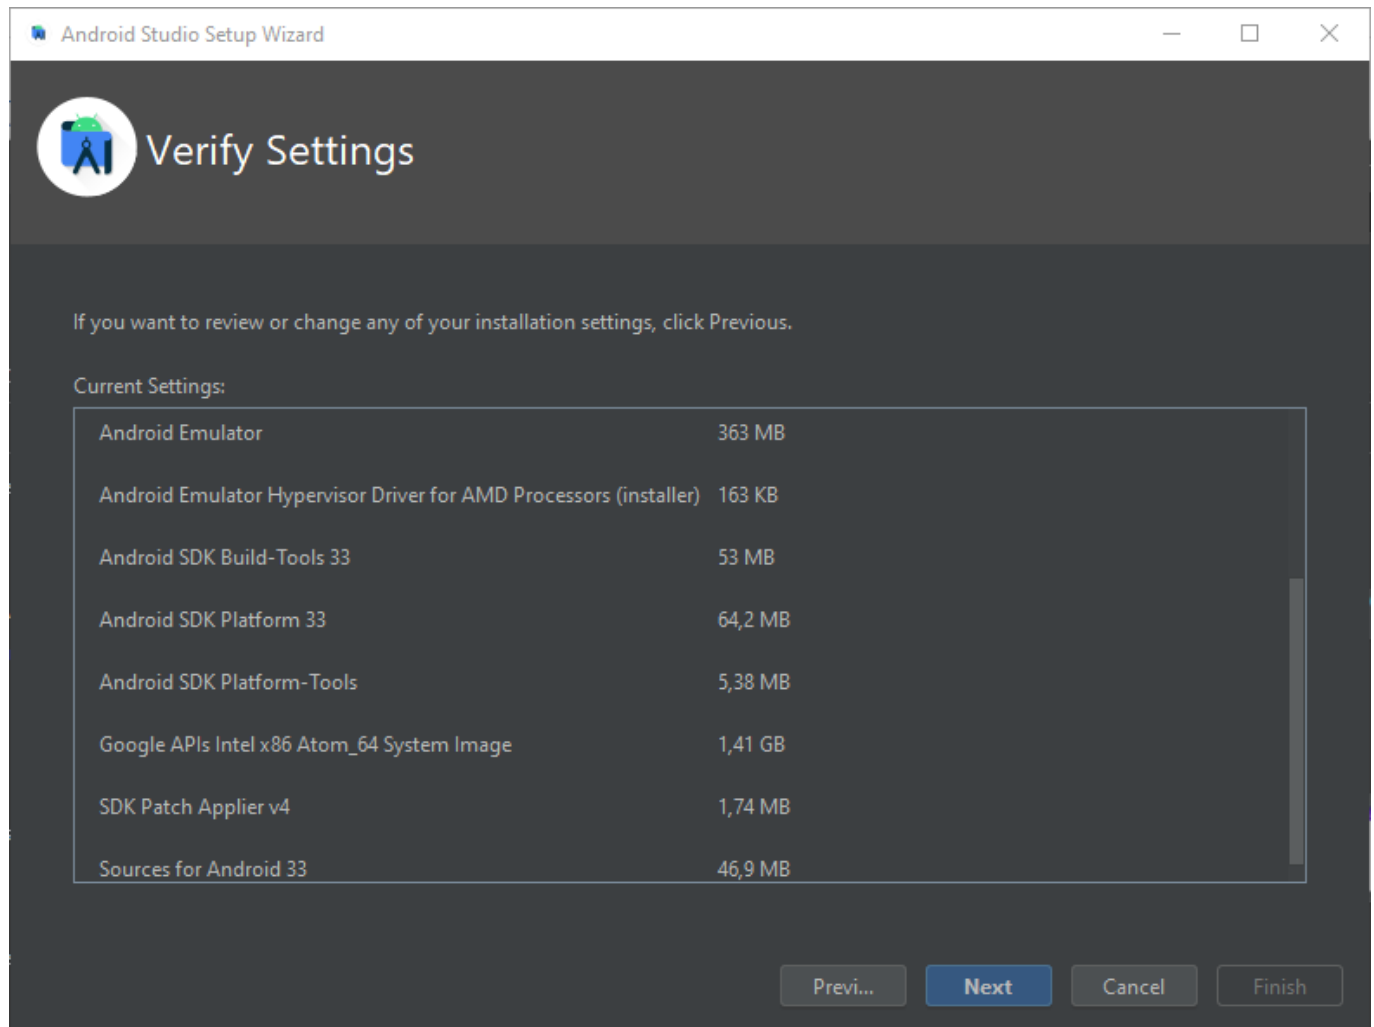 Android Studio Setup Wizard
Verify Settings
If you want to review or change any of your installation settings, click Previous.
Current Settings:
Android Emulator 363 MB
Android Emulator Hypervisor Driver for AMD Processors (installer) 163 KB
Android SDK Build-Tools 33 53 MB
Android SDK Platform 33 64,2 MB
Android SDK Platform-Tools 5,38 MB
Google APIs Intel x86 Atom_64 System Image 1,41 GB
SDK Patch Applier v4 1,74 MB
Sources for Android 33 46,9 MB
Previ... Next Cancel Finish